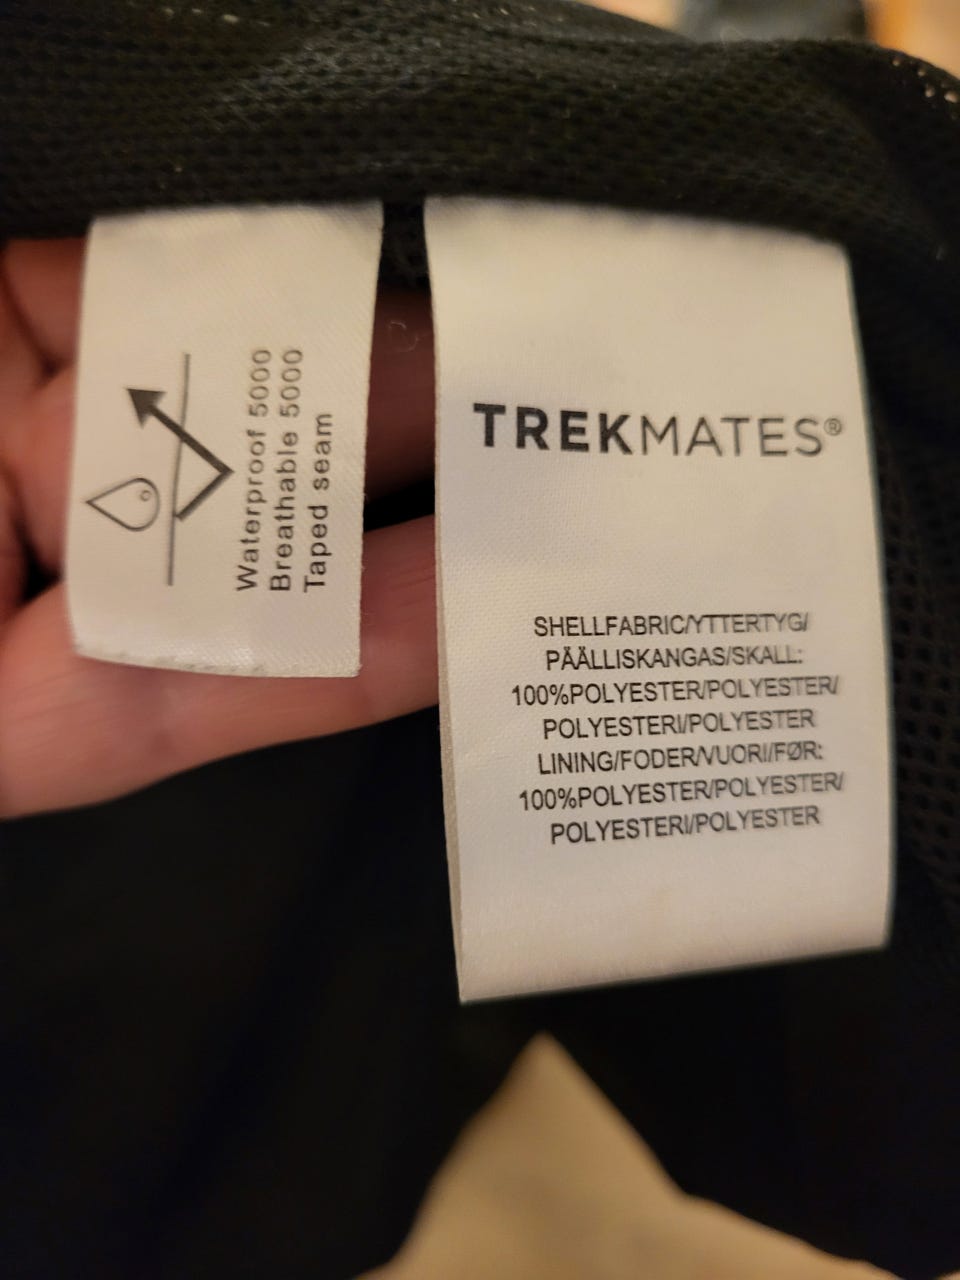 Waterproof 5000
Breathable 5000
Taped seam
TREKMATES®
SHELLFABRIC/YTTERTYG/
PÄÄLLISKANGAS/SKALL:
100%POLYESTER/POLYESTER/
POLYESTERI/POLYESTER
LINING/FODER/VUORI/FØR:
100%POLYESTER/POLYESTER/
POLYESTERI/POLYESTER